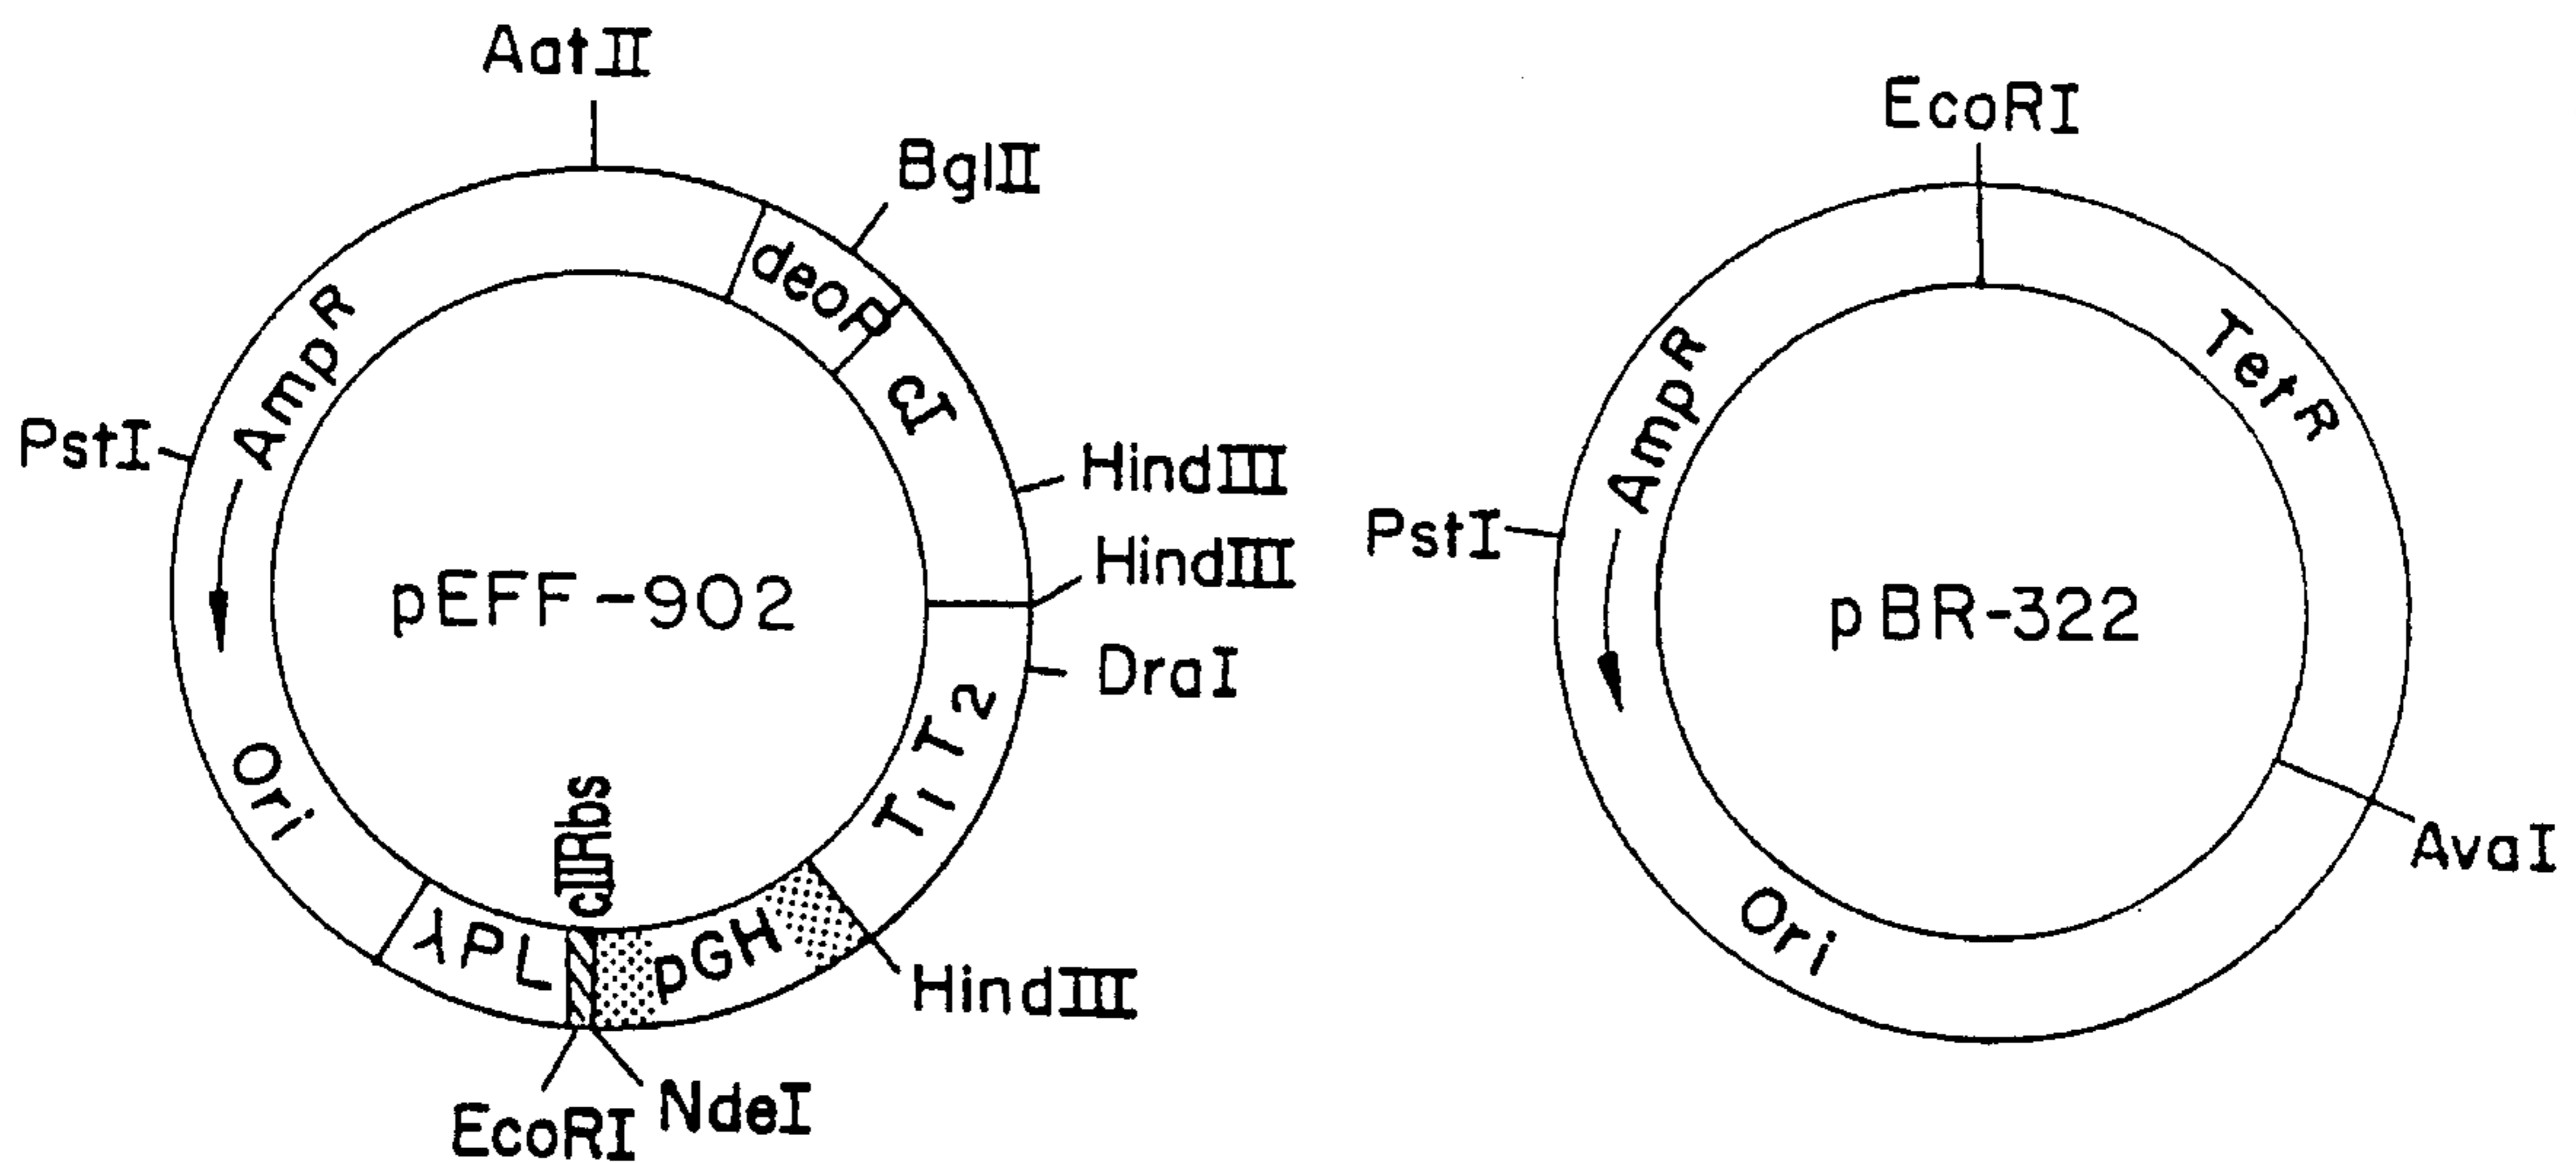 AatII
BglII
deoP
cI
HindIII
HindIII
DraI
T1T2
HindIII
pGH
NdeI
EcoRI
cIIRbs
λPL
Ori
PstI
AmpR
pEFF-902
EcoRI
TetR
AvaI
Ori
PstI
AmpR
pBR-322